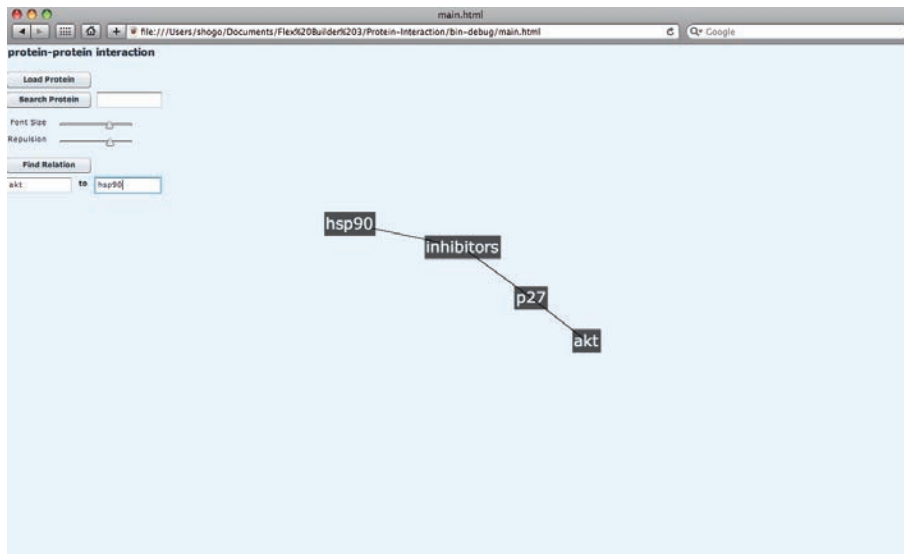 main.html
file:///Users/shogo/Documents/Flex%20Builder%203/Protein-Interaction/bin-debug/main.html
Google
protein-protein interaction
Load Protein
Search Protein
Font Size
Repulsion
Find Relation
akt to hsp90
hsp90
inhibitors
p27
akt